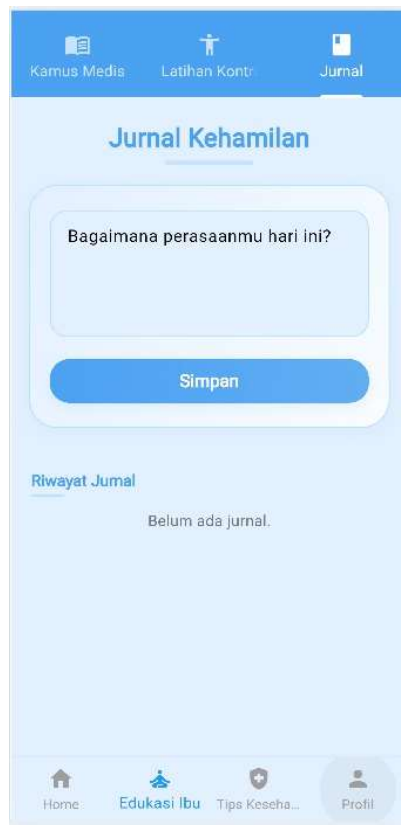 Kamus Medis
Latihan Kontr
Jurnal
Jurnal Kehamilan
Bagaimana perasaanmu hari ini?
Simpan
Riwayat Jurnal
Belum ada jurnal.
Home
Edukasi Ibu
Tips Keseha...
Profil